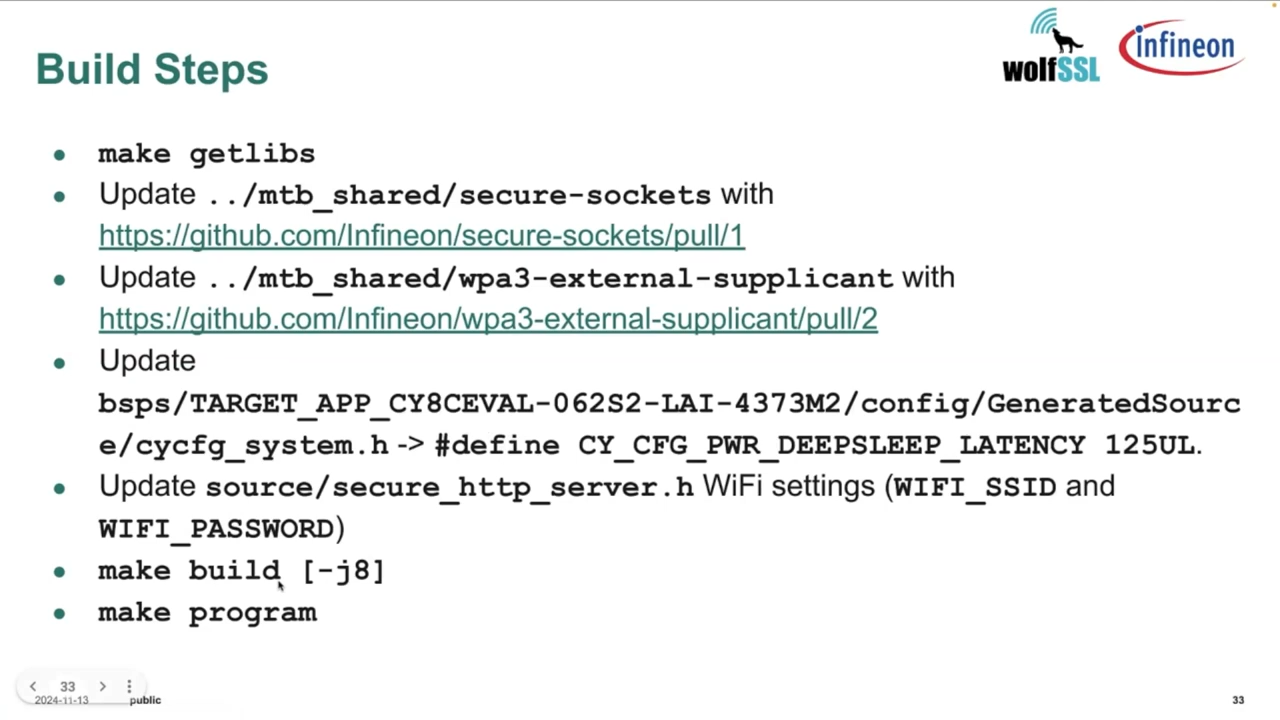 wolfSSL
infineon
Build Steps
● make getlibs
● Update ../mtb_shared/secure-sockets with
https://github.com/Infineon/secure-sockets/pull/1
● Update ../mtb_shared/wpa3-external-supplicant with
https://github.com/Infineon/wpa3-external-supplicant/pull/2
● Update
bsps/TARGET_APP_CY8CEVAL-062S2-LAI-4373M2/config/GeneratedSourc
e/cycfg_system.h -> #define CY_CFG_PWR_DEEPSLEEP_LATENCY 125UL.
● Update source/secure_http_server.h WiFi settings (WIFI_SSID and
WIFI_PASSWORD)
● make build [-j8]
● make program
33
2024-11-13 public 33